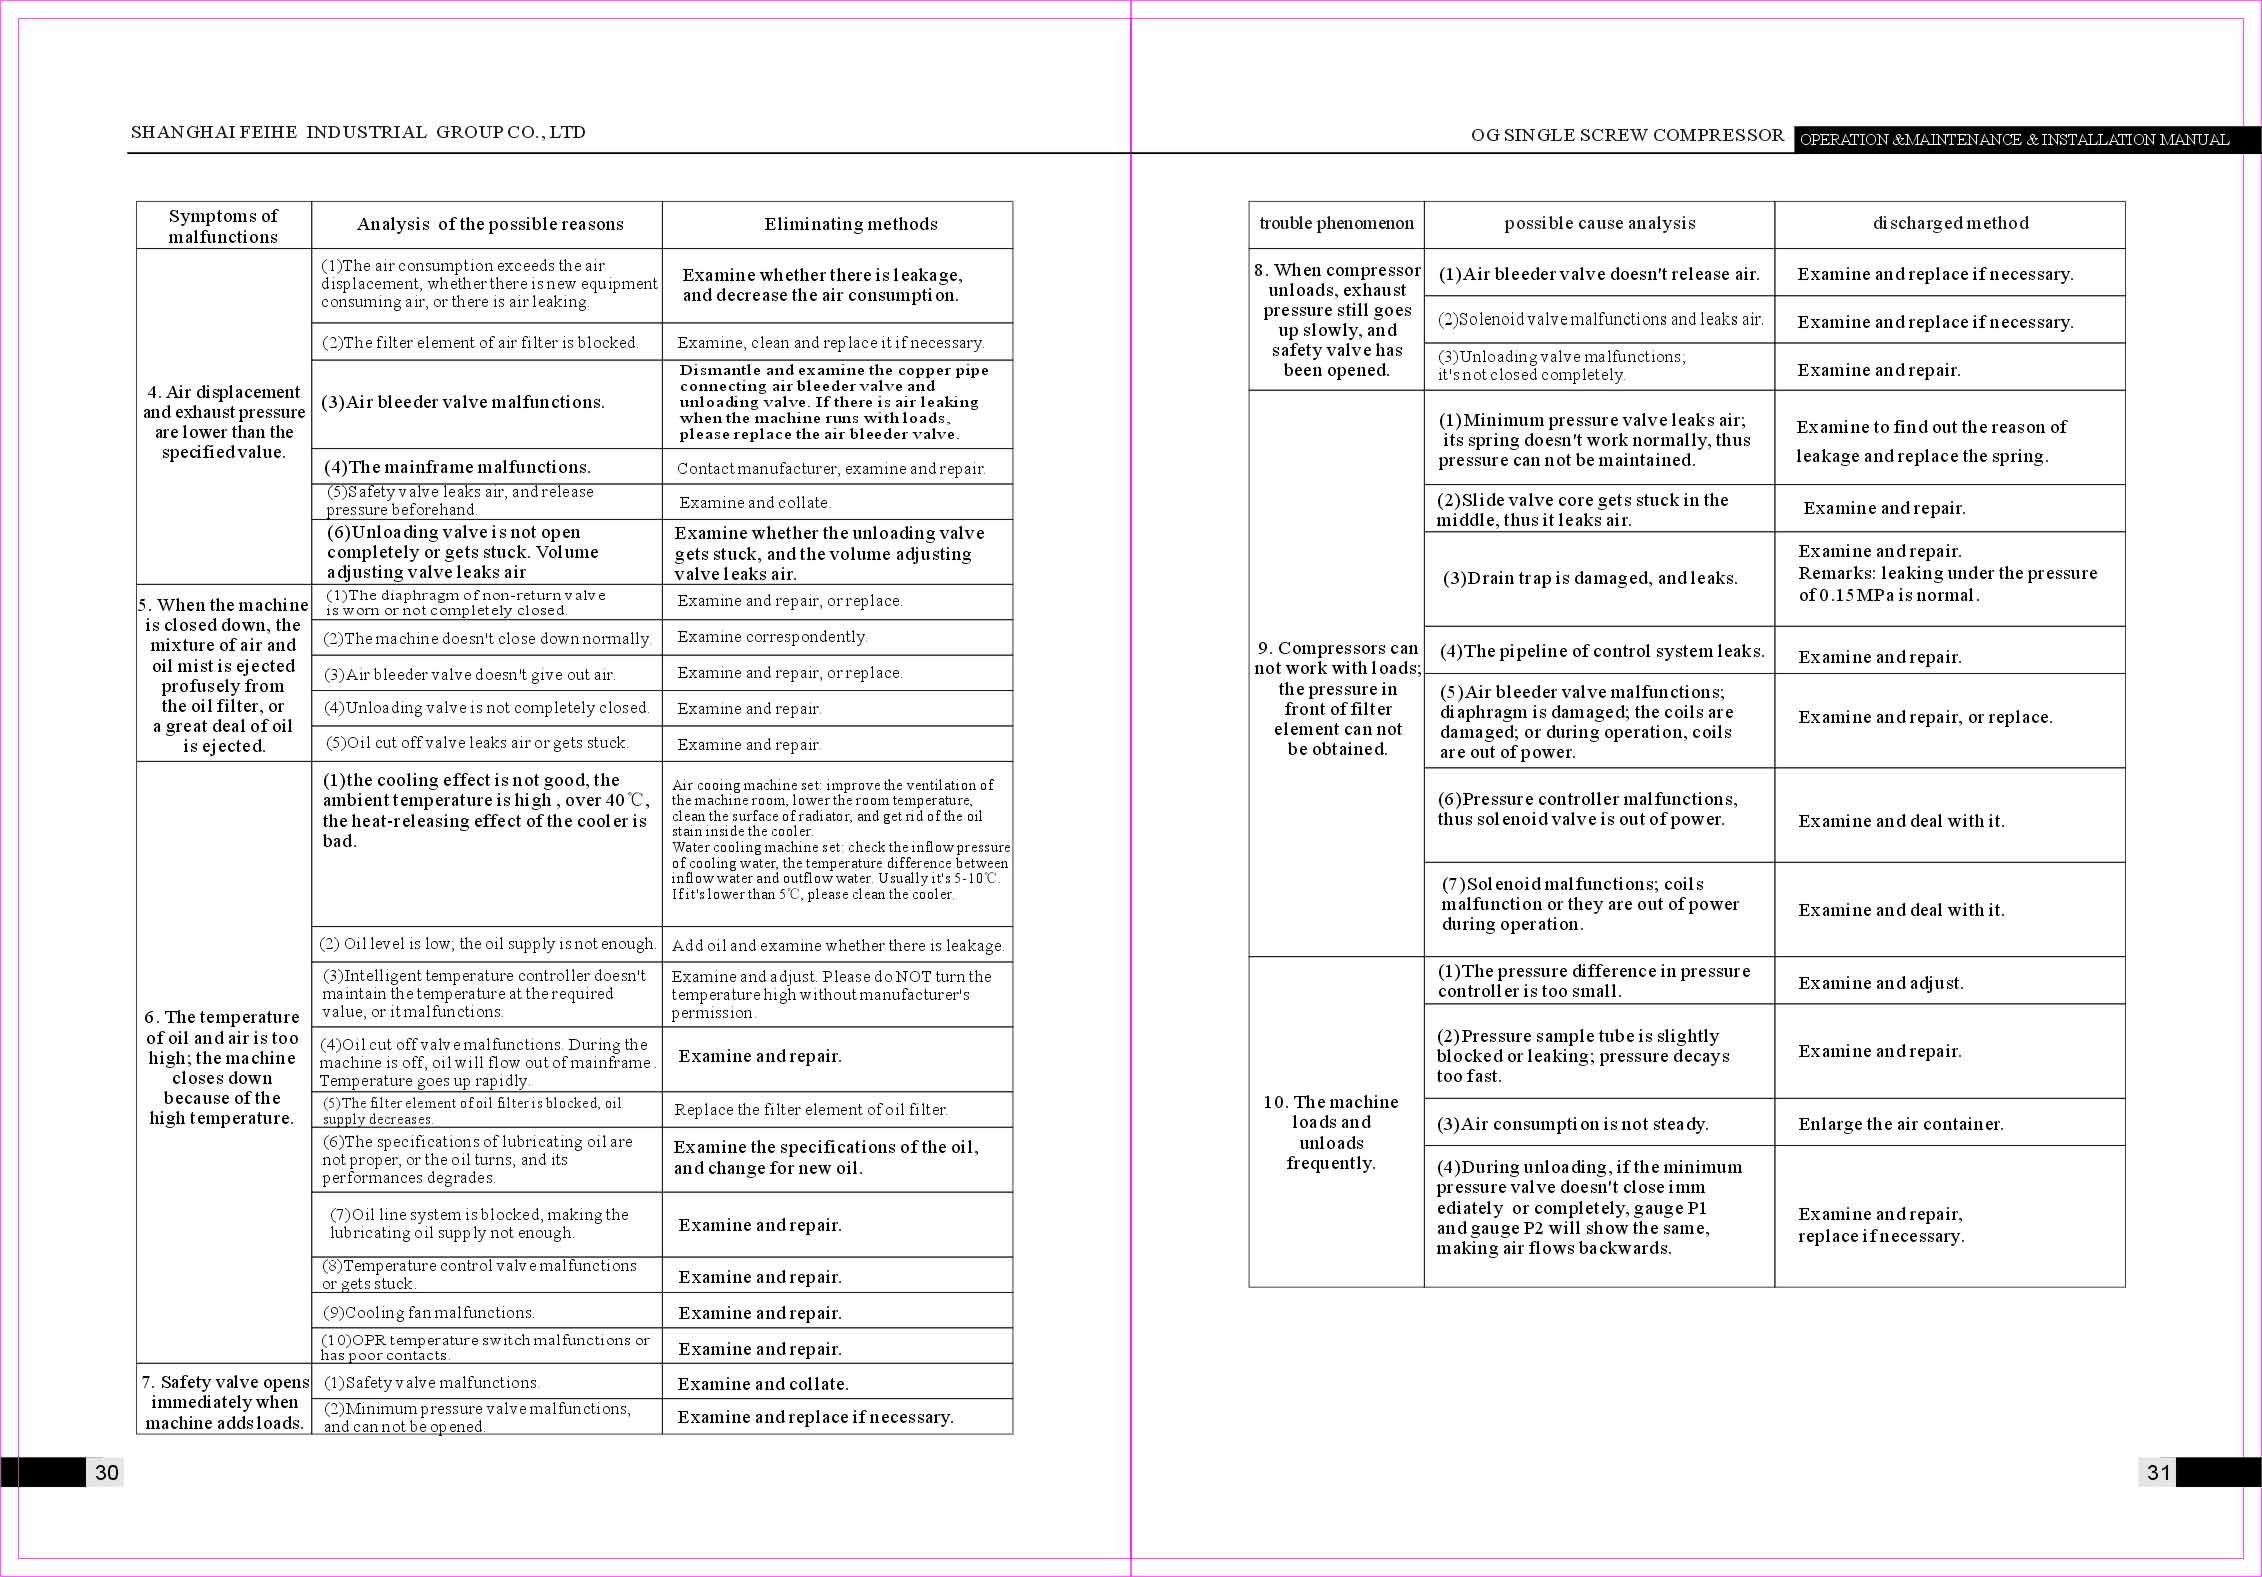 SHANGHAI FEIHE INDUSTRIAL GROUP CO., LTD
Symptoms of
malfunctions
Analysis of the possible reasons
Eliminating methods
4. Air displacement
and exhaust pressure
are lower than the
specified value.
(1)The air consumption exceeds the air
displacement, whether there is new equipment
consuming air, or there is air leaking.
Examine whether there is leakage,
and decrease the air consumption.
(2)The filter element of air filter is blocked.
Examine, clean and replace it if necessary.
(3)Air bleeder valve malfunctions.
Dismantle and examine the copper pipe
connecting air bleeder valve and
unloading valve. If there is air leaking
when the machine runs with loads,
please replace the air bleeder valve.
(4)The mainframe malfunctions.
Contact manufacturer, examine and repair.
(5)Safety valve leaks air, and release
pressure beforehand.
Examine and collate.
(6)Unloading valve is not open
completely or gets stuck. Volume
adjusting valve leaks air
Examine whether the unloading valve
gets stuck, and the volume adjusting
valve leaks air.
5. When the machine
is closed down, the
mixture of air and
oil mist is ejected
profusely from
the oil filter, or
a great deal of oil
is ejected.
(1)The diaphragm of non-return valve
is worn or not completely closed.
Examine and repair, or replace.
(2)The machine doesn't close down normally.
Examine correspondently.
(3)Air bleeder valve doesn't give out air.
Examine and repair, or replace.
(4)Unloading valve is not completely closed.
Examine and repair.
(5)Oil cut off valve leaks air or gets stuck.
Examine and repair.
6. The temperature
of oil and air is too
high; the machine
closes down
because of the
high temperature.
(1)the cooling effect is not good, the
ambient temperature is high , over 40℃,
the heat-releasing effect of the cooler is
bad.
Air cooing machine set: improve the ventilation of
the machine room, lower the room temperature,
clean the surface of radiator, and get rid of the oil
stain inside the cooler.
Water cooling machine set: check the inflow pressure
of cooling water, the temperature difference between
inflow water and outflow water. Usually it's 5-10℃.
If it's lower than 5℃, please clean the cooler.
(2) Oil level is low; the oil supply is not enough.
Add oil and examine whether there is leakage.
(3)Intelligent temperature controller doesn't
maintain the temperature at the required
value, or it malfunctions.
Examine and adjust. Please do NOT turn the
temperature high without manufacturer's
permission.
(4)Oil cut off valve malfunctions. During the
machine is off, oil will flow out of mainframe.
Temperature goes up rapidly.
Examine and repair.
(5)The filter element of oil filter is blocked, oil
supply decreases.
Replace the filter element of oil filter.
(6)The specifications of lubricating oil are
not proper, or the oil turns, and its
performances degrades.
Examine the specifications of the oil,
and change for new oil.
(7)Oil line system is blocked, making the
lubricating oil supply not enough.
Examine and repair.
(8)Temperature control valve malfunctions
or gets stuck.
Examine and repair.
(9)Cooling fan malfunctions.
Examine and repair.
(10)OPR temperature switch malfunctions or
has poor contacts.
Examine and repair.
7. Safety valve opens
immediately when
machine adds loads.
(1)Safety valve malfunctions.
Examine and collate.
(2)Minimum pressure valve malfunctions,
and can not be opened.
Examine and replace if necessary.
30
OG SINGLE SCREW COMPRESSOR OPERATION &MAINTENANCE & INSTALLATION MANUAL
trouble phenomenon
possible cause analysis
discharged method
8. When compressor
unloads, exhaust
pressure still goes
up slowly, and
safety valve has
been opened.
(1)Air bleeder valve doesn't release air.
Examine and replace if necessary.
(2)Solenoid valve malfunctions and leaks air.
Examine and replace if necessary.
(3)Unloading valve malfunctions;
it's not closed completely.
Examine and repair.
9. Compressors can
not work with loads;
the pressure in
front of filter
element can not
be obtained.
(1)Minimum pressure valve leaks air;
its spring doesn't work normally, thus
pressure can not be maintained.
Examine to find out the reason of
leakage and replace the spring.
(2)Slide valve core gets stuck in the
middle, thus it leaks air.
Examine and repair.
(3)Drain trap is damaged, and leaks.
Examine and repair.
Remarks: leaking under the pressure
of 0.15MPa is normal.
(4)The pipeline of control system leaks.
Examine and repair.
(5)Air bleeder valve malfunctions;
diaphragm is damaged; the coils are
damaged; or during operation, coils
are out of power.
Examine and repair, or replace.
(6)Pressure controller malfunctions,
thus solenoid valve is out of power.
Examine and deal with it.
(7)Solenoid malfunctions; coils
malfunction or they are out of power
during operation.
Examine and deal with it.
10. The machine
loads and
unloads
frequently.
(1)The pressure difference in pressure
controller is too small.
Examine and adjust.
(2)Pressure sample tube is slightly
blocked or leaking; pressure decays
too fast.
Examine and repair.
(3)Air consumption is not steady.
Enlarge the air container.
(4)During unloading, if the minimum
pressure valve doesn't close imm
ediately or completely, gauge P1
and gauge P2 will show the same,
making air flows backwards.
Examine and repair,
replace if necessary.
31